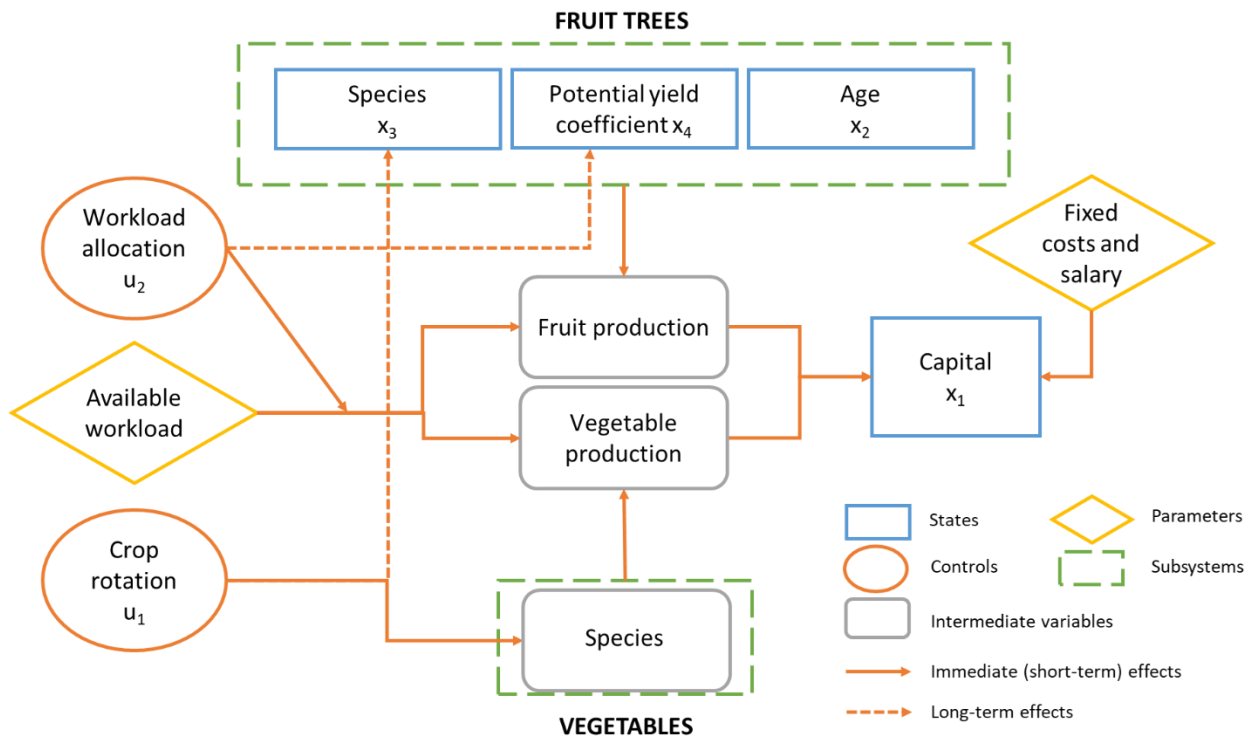 FRUIT TREES
Species
x₃
Potential yield
coefficient x₄
Age
x₂
Workload
allocation
u₂
Fixed
costs and
salary
Fruit production
Available
workload
Vegetable
production
Capital
x₁
Crop
rotation
u₁
Species
VEGETABLES
States
Parameters
Controls
Subsystems
Intermediate variables
Immediate (short-term) effects
Long-term effects